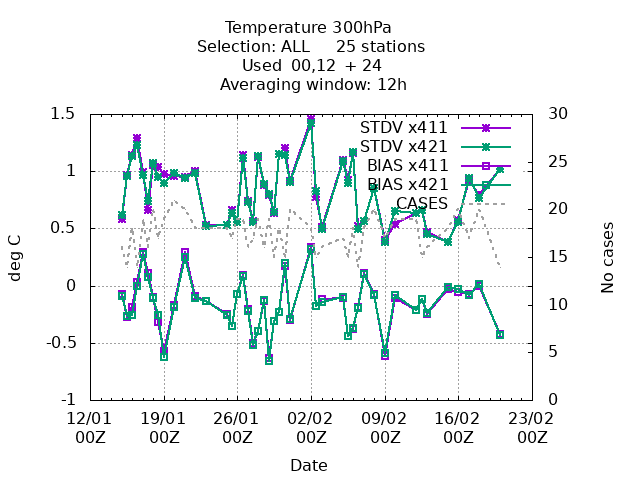 Temperature 300hPa
Selection: ALL 25 stations
Used 00,12 + 24
Averaging window: 12h
1.5
1
0.5
0
-0.5
-1
deg C
30
25
20
15
10
5
0
No cases
STDV x411
STDV x421
BIAS x411
BIAS x421
CASES
12/01 19/01 26/01 02/02 09/02 16/02 23/02
00Z 00Z 00Z 00Z 00Z 00Z 00Z
Date